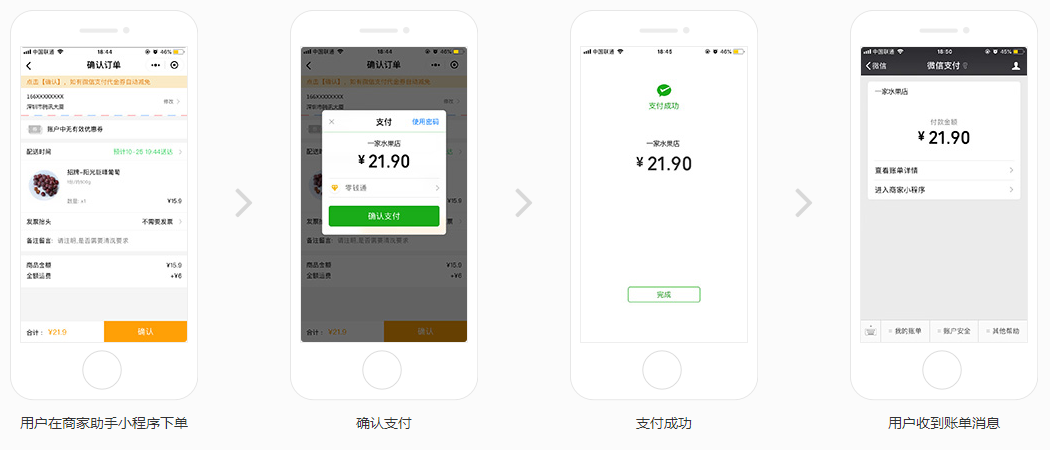 中国联通
18:44
46%
确认订单
点击【确认】，如有微信支付代金券自动减免
166XXXXXXXX
深圳市腾讯大厦
修改
账户中无有效优惠券
配送时间
预计10-26 19:44送达
招牌-阳光巨峰葡萄
数量: x1
¥15.9
发票抬头
不需要发票
备注留言:
请注明,是否需要清爽要求
商品金额
¥15.9
全额运费
+¥6
合计：
¥21.9
确认
用户在商家助手小程序下单
中国联通
18:44
46%
确认订单
支付
使用密码
一家水果店
¥21.90
零钱通
确认支付
合计：
¥21.9
确认
确认支付
中国联通
18:45
46%
支付成功
一家水果店
¥21.90
完成
支付成功
中国联通
18:50
45%
微信
微信支付
一家水果店
付款金额
¥21.90
查看账单详情
进入商家小程序
我的账单
账户安全
其他帮助
用户收到账单消息